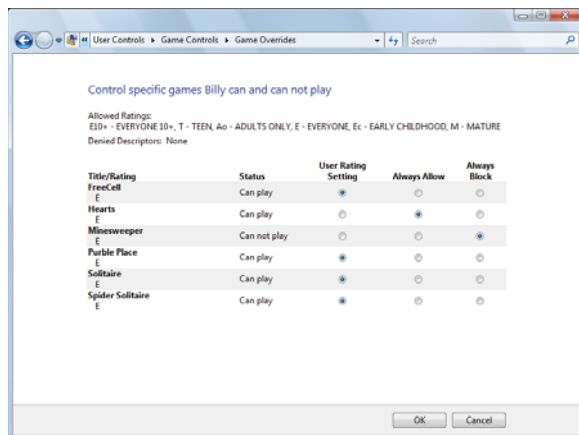 User Controls ▸ Game Controls ▸ Game Overrides
Search
Control specific games Billy can and can not play
Allowed Ratings:
E10+ - EVERYONE 10+, T - TEEN, Ao - ADULTS ONLY, E - EVERYONE, Ec - EARLY CHILDHOOD, M - MATURE
Denied Descriptors: None
Title/Rating Status User Rating Setting Always Allow Always Block
FreeCell
E Can play
Hearts
E Can play
Minesweeper
E Can not play
Purble Place
E Can play
Solitaire
E Can play
Spider Solitaire
E Can play
OK Cancel